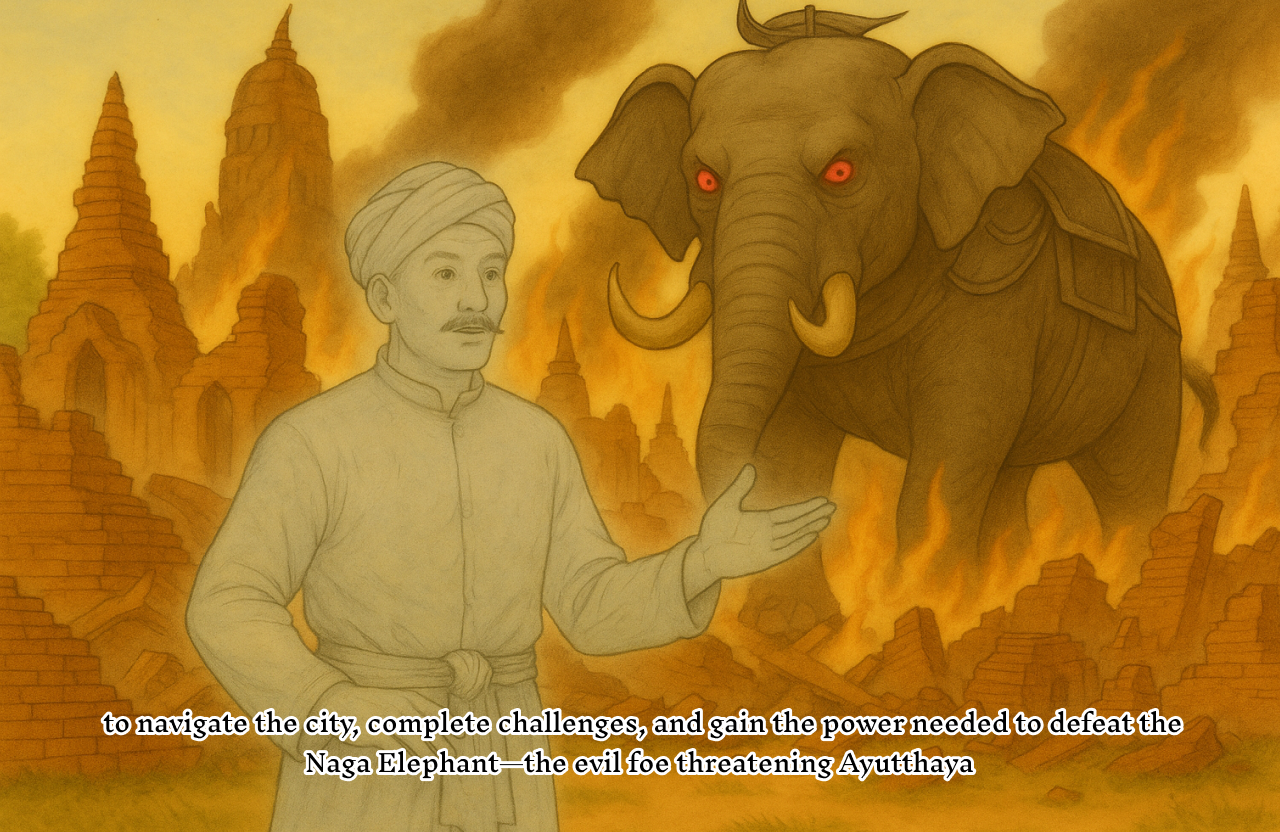 to navigate the city, complete challenges, and gain the power needed to defeat the
Naga Elephant—the evil foe threatening Ayutthaya